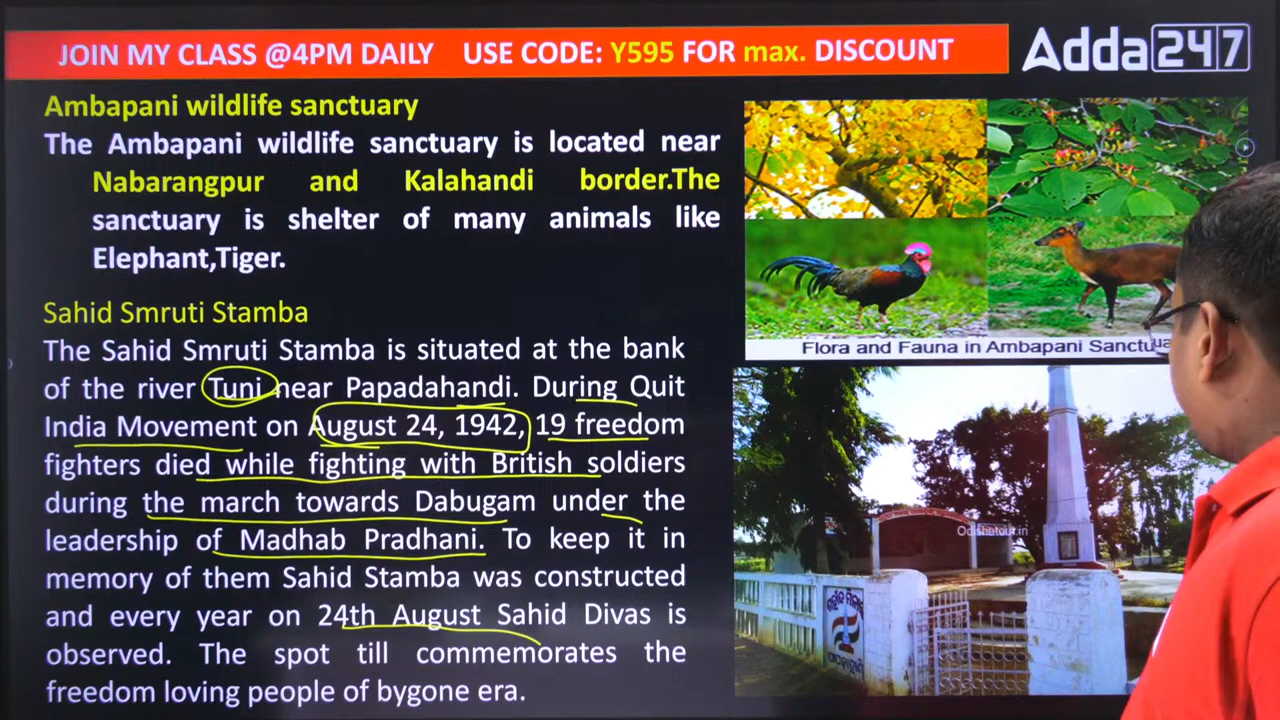 JOIN MY CLASS @4PM DAILY USE CODE: Y595 FOR max. DISCOUNT
Adda247
Ambapani wildlife sanctuary
The Ambapani wildlife sanctuary is located near
Nabarangpur and Kalahandi border.The
sanctuary is shelter of many animals like
Elephant,Tiger.
Flora and Fauna in Ambapani Sanctua
Sahid Smruti Stamba
The Sahid Smruti Stamba is situated at the bank
of the river Tuni near Papadahandi. During Quit
India Movement on August 24, 1942, 19 freedom
fighters died while fighting with British soldiers
during the march towards Dabugam under the
leadership of Madhab Pradhani. To keep it in
memory of them Sahid Stamba was constructed
and every year on 24th August Sahid Divas is
observed. The spot till commemorates the
freedom loving people of bygone era.
Odishatour.in